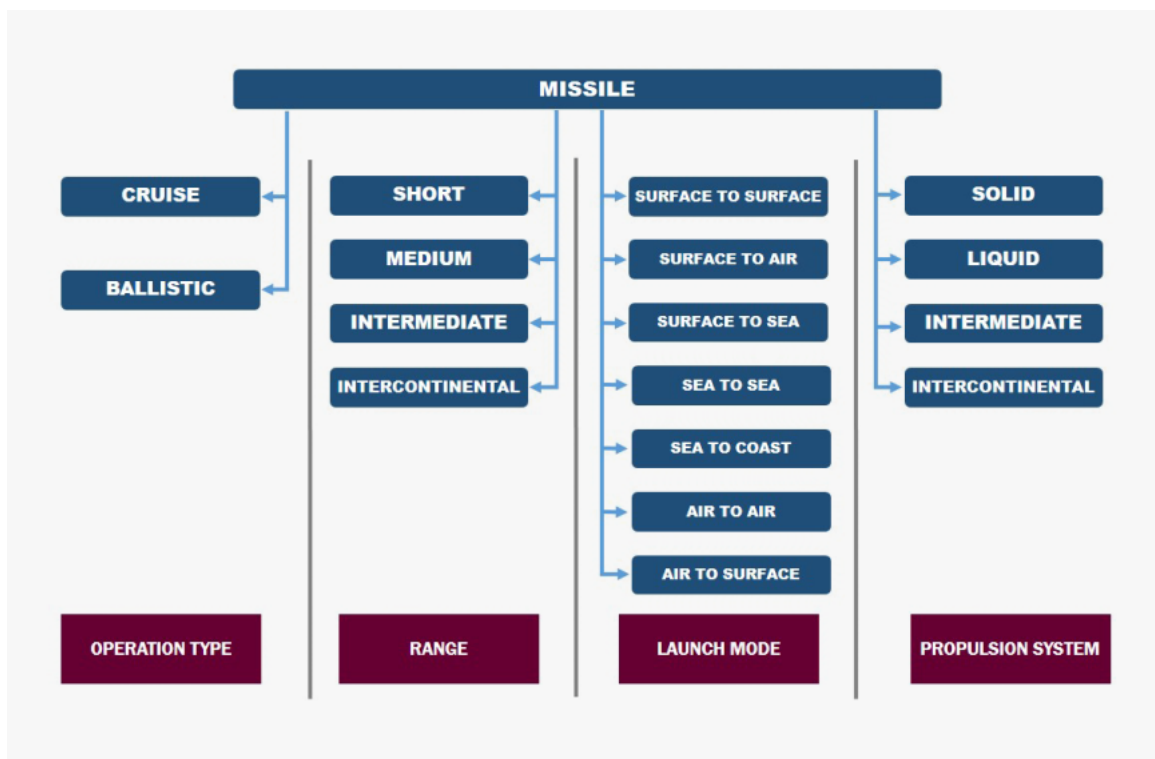 MISSILE
CRUISE
BALLISTIC
OPERATION TYPE
SHORT
MEDIUM
INTERMEDIATE
INTERCONTINENTAL
RANGE
SURFACE TO SURFACE
SURFACE TO AIR
SURFACE TO SEA
SEA TO SEA
SEA TO COAST
AIR TO AIR
AIR TO SURFACE
LAUNCH MODE
SOLID
LIQUID
INTERMEDIATE
INTERCONTINENTAL
PROPULSION SYSTEM